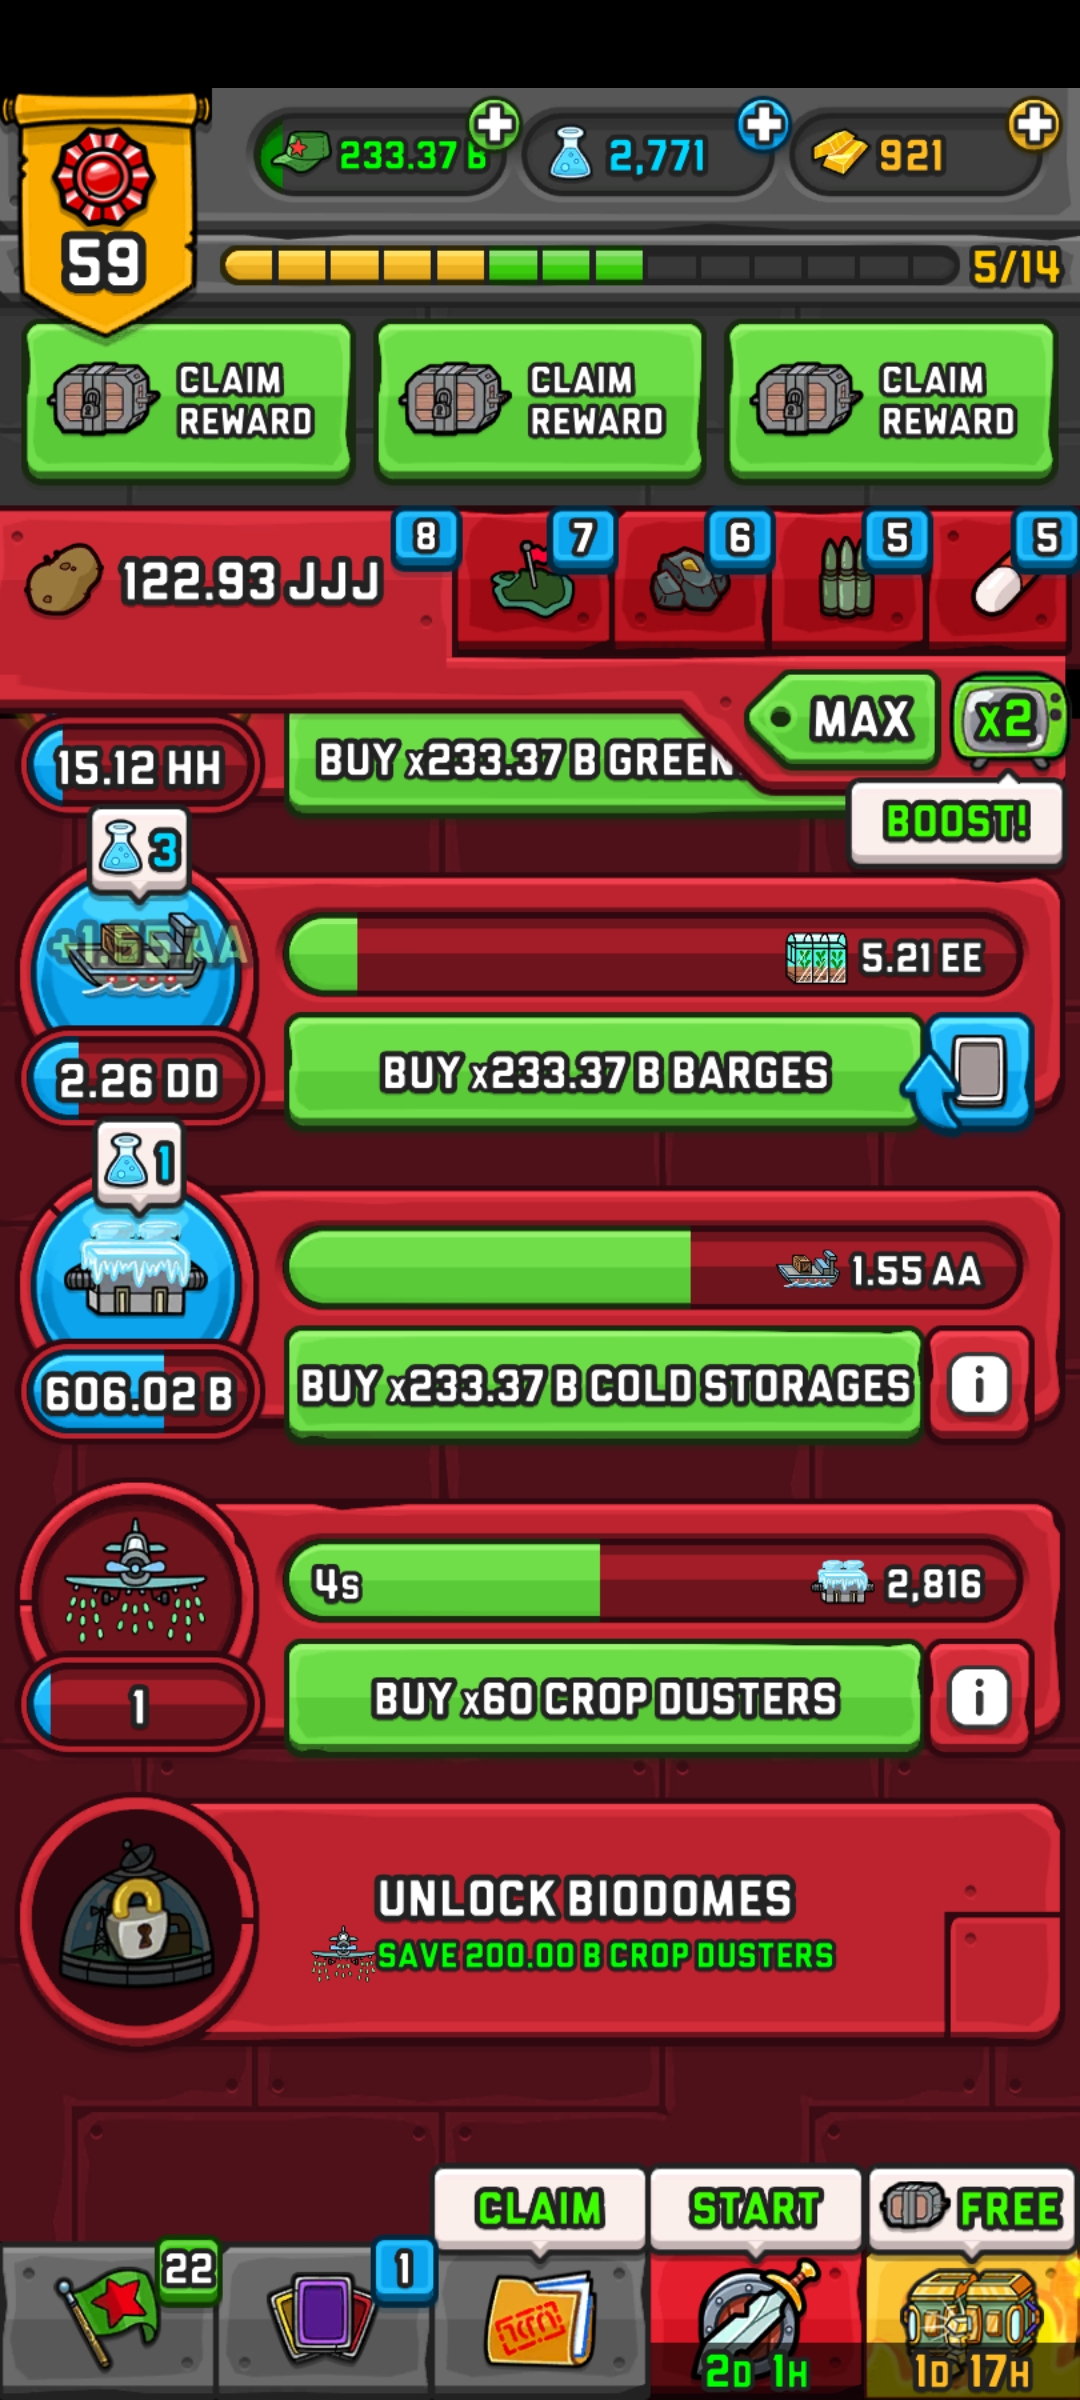 59
233.37 B
2,771
921
5/14
CLAIM REWARD
CLAIM REWARD
CLAIM REWARD
122.93 JJJ
8
7
6
5
5
MAX
x2
BOOST!
15.12 HH
BUY x233.37 B GREEN
3
+1.55 AA
5.21 EE
2.26 DD
BUY x233.37 B BARGES
1
1.55 AA
606.02 B
BUY x233.37 B COLD STORAGES
i
4s
2,816
1
BUY x60 CROP DUSTERS
i
UNLOCK BIODOMES
SAVE 200.00 B CROP DUSTERS
CLAIM
START
FREE
22
1
2D 1H
1D 17H